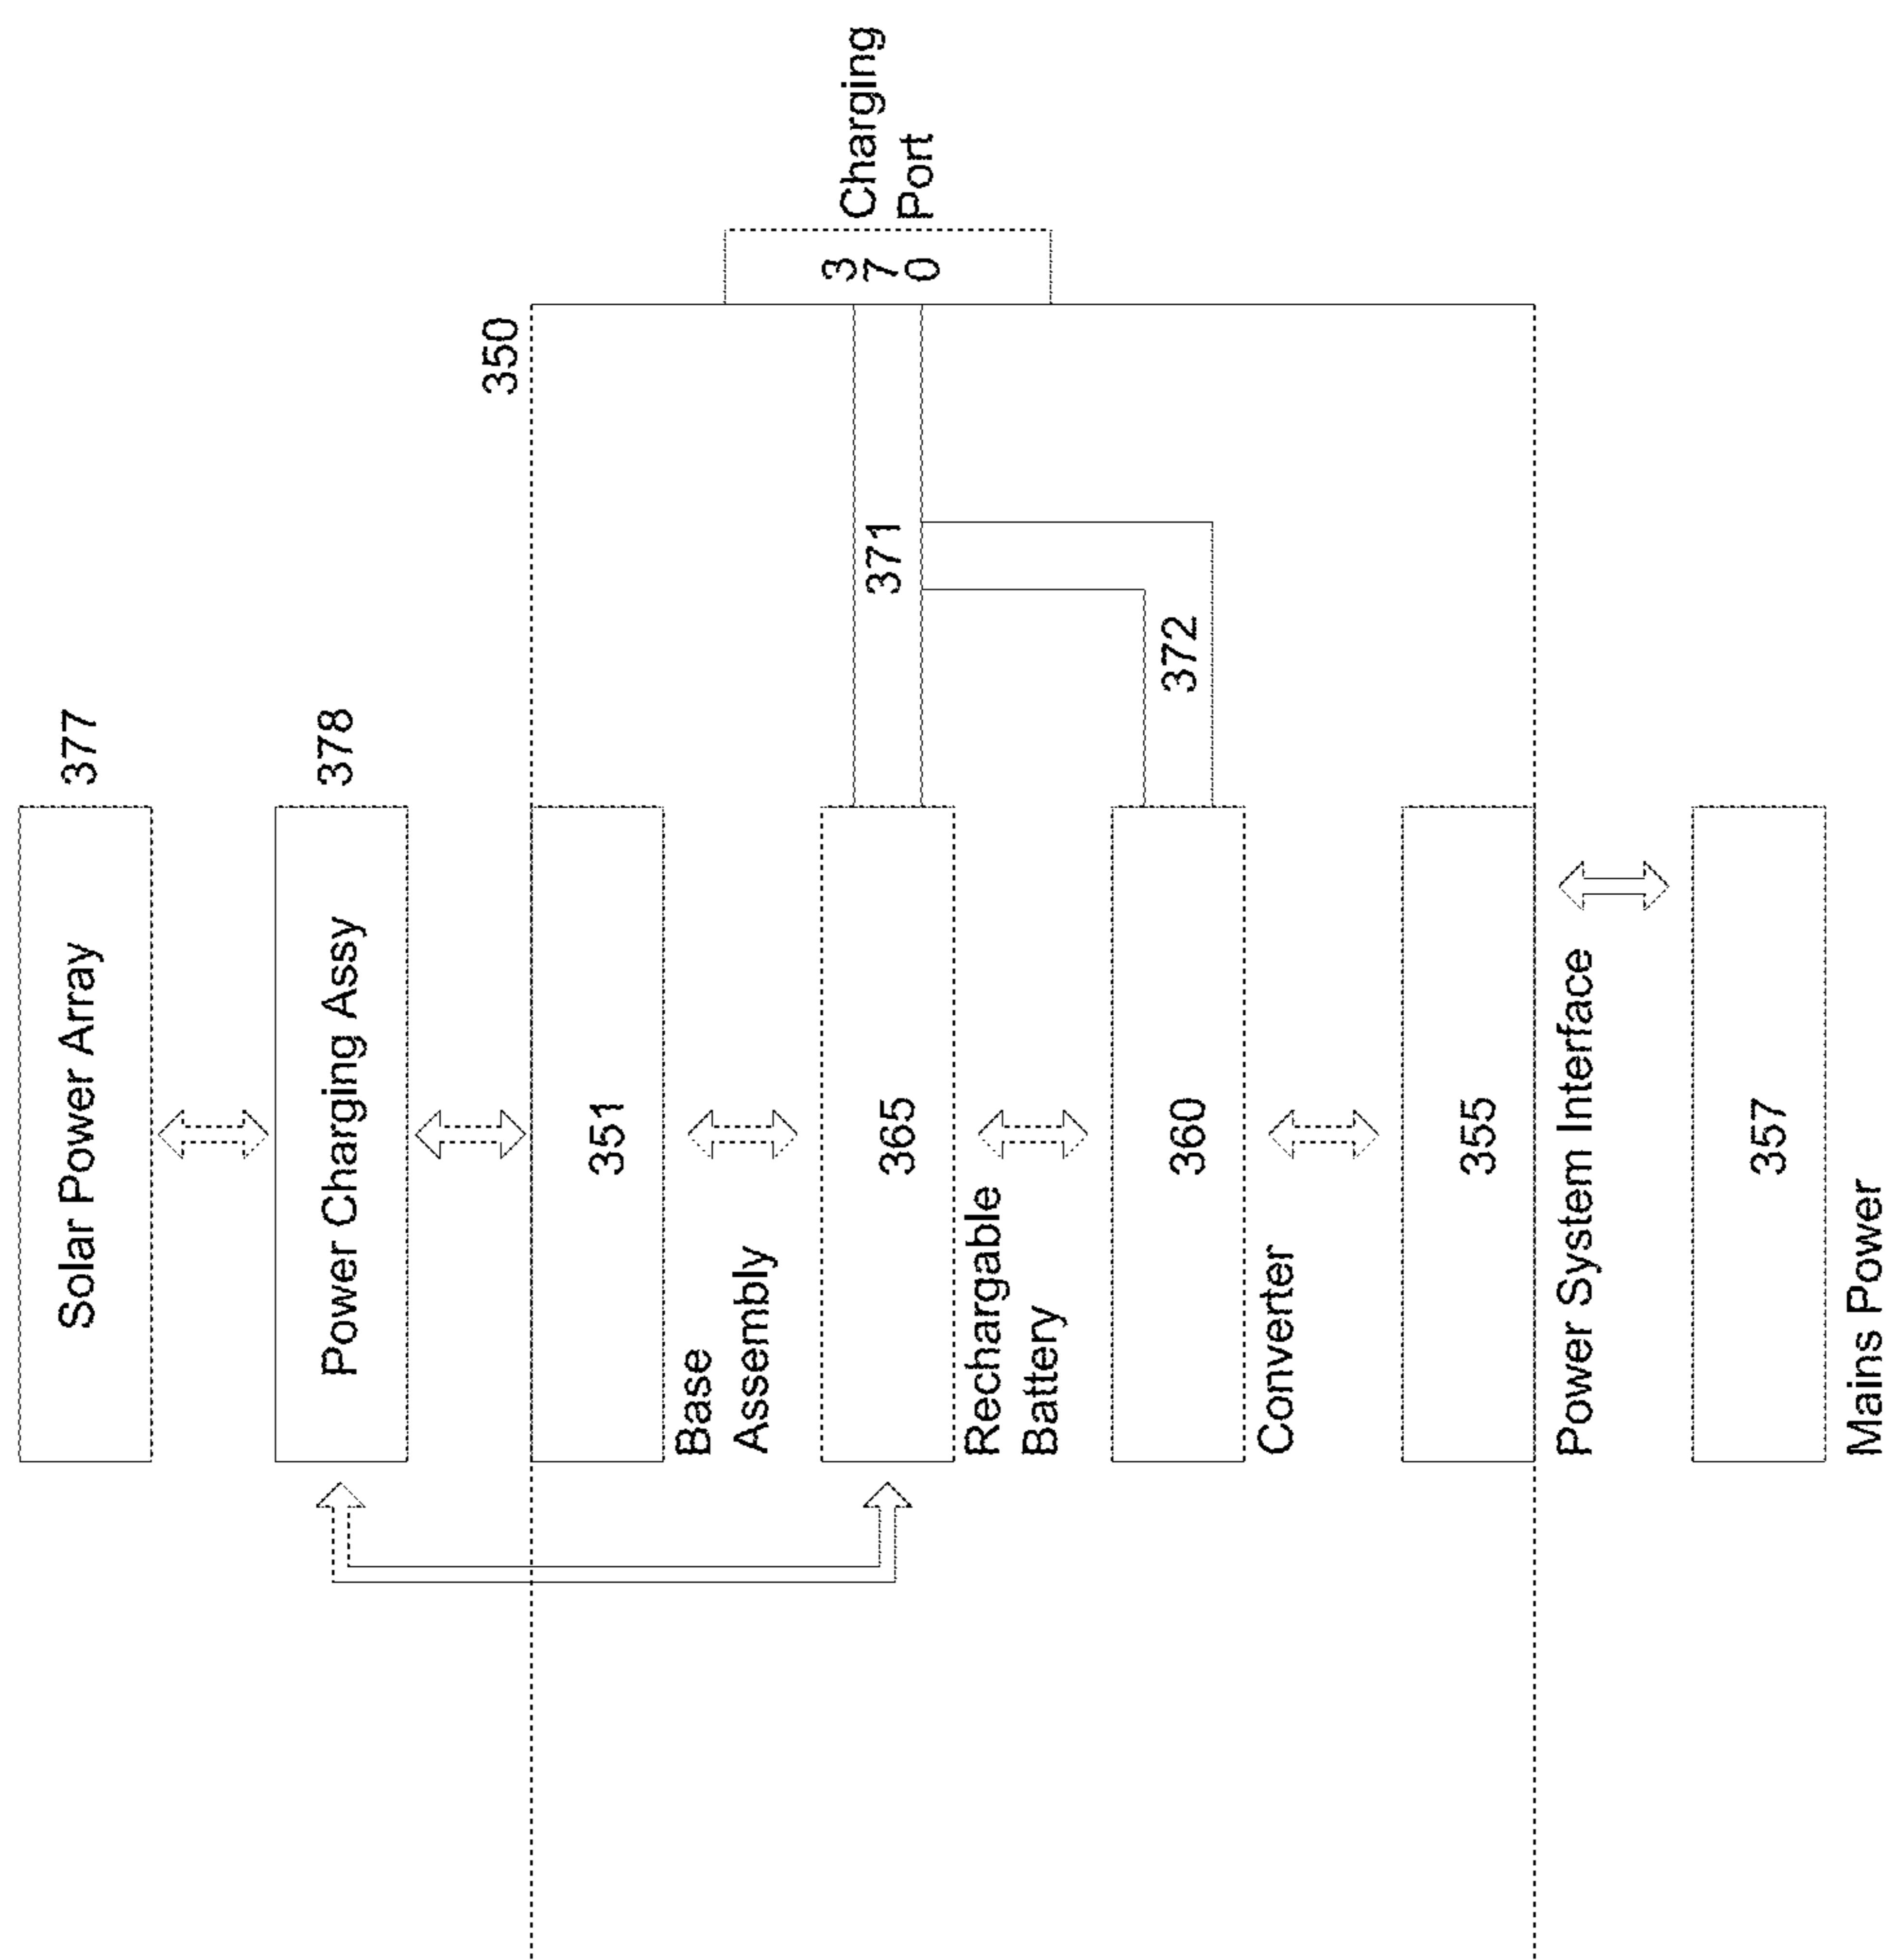 Solar Power Array
377
Power Charging Assy
378
350
351
Base
Assembly
365
Rechargable
Battery
371
370
Charging
Port
360
Converter
372
355
Power System Interface
357
Mains Power